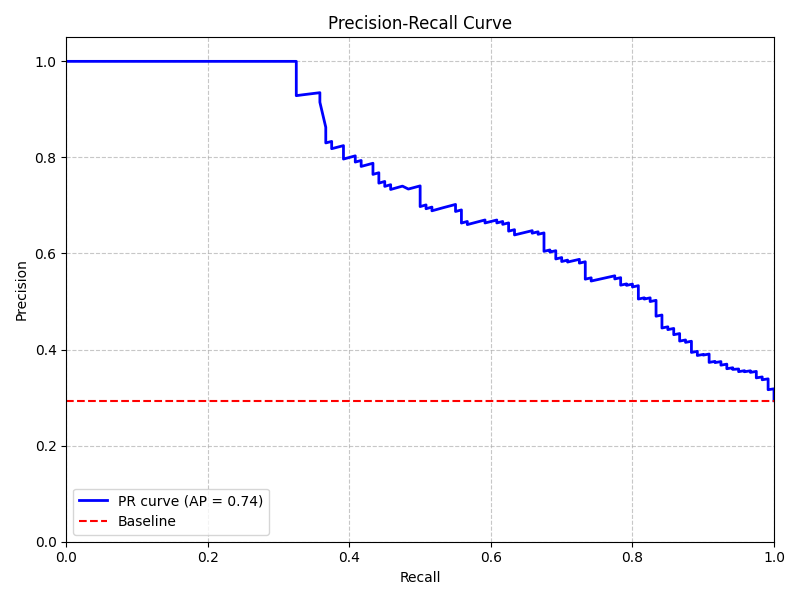 Precision-Recall Curve
Precision
1.0
0.8
0.6
0.4
0.2
0.0
PR curve (AP = 0.74)
Baseline
0.0 0.2 0.4 0.6 0.8 1.0
Recall